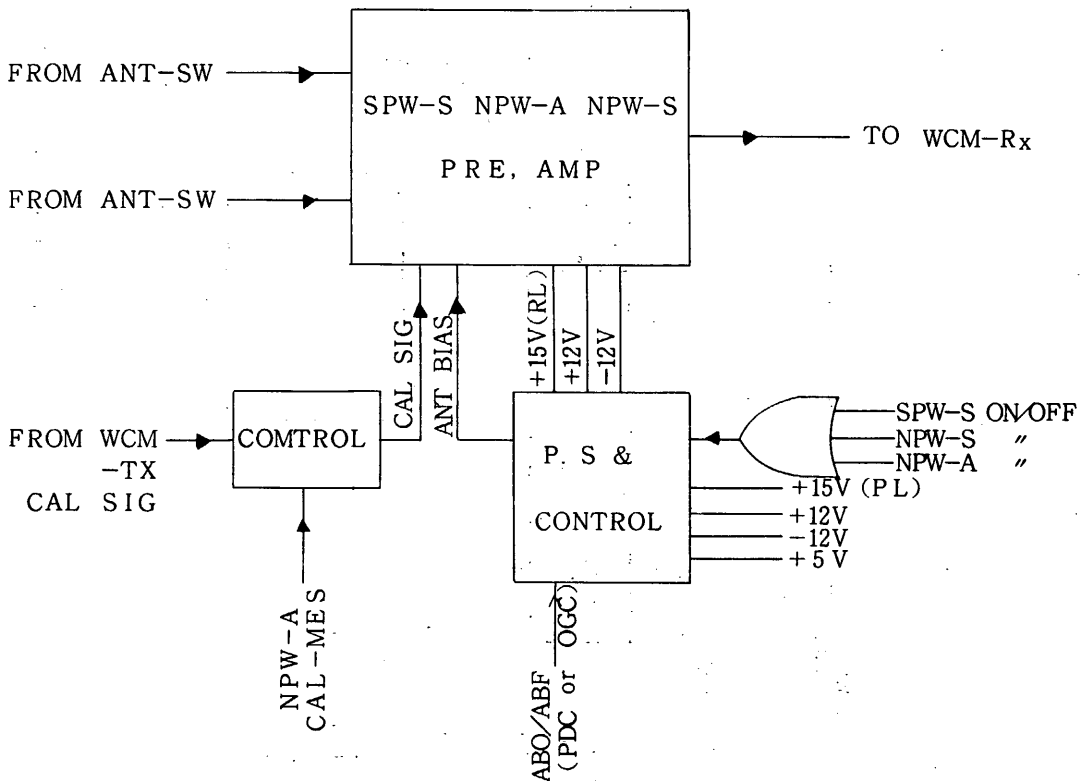 FROM ANT-SW
SPW-S NPW-A NPW-S
PRE, AMP
TO WCM-Rx
FROM ANT-SW
CAL SIG
ANT BIAS
+15V(RL)
+12V
-12V
FROM WCM
-TX
CAL SIG
COMTROL
P. S &
CONTROL
SPW-S ON/OFF
NPW-S 〃
NPW-A 〃
+15V (PL)
+12V
-12V
+5V
NPW-A
CAL-MES
ABO/ABF
(PDC or OGC)